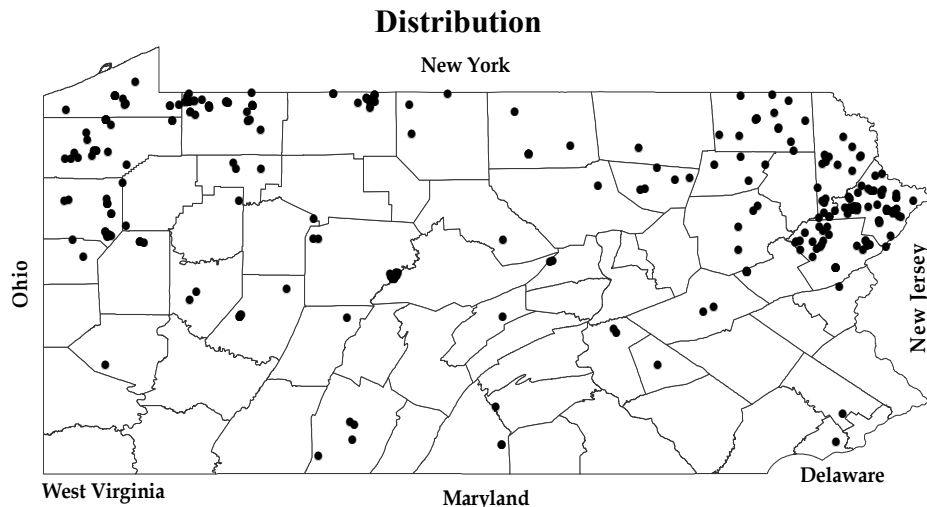 Distribution
New York
Ohio
New Jersey
West Virginia
Maryland
Delaware